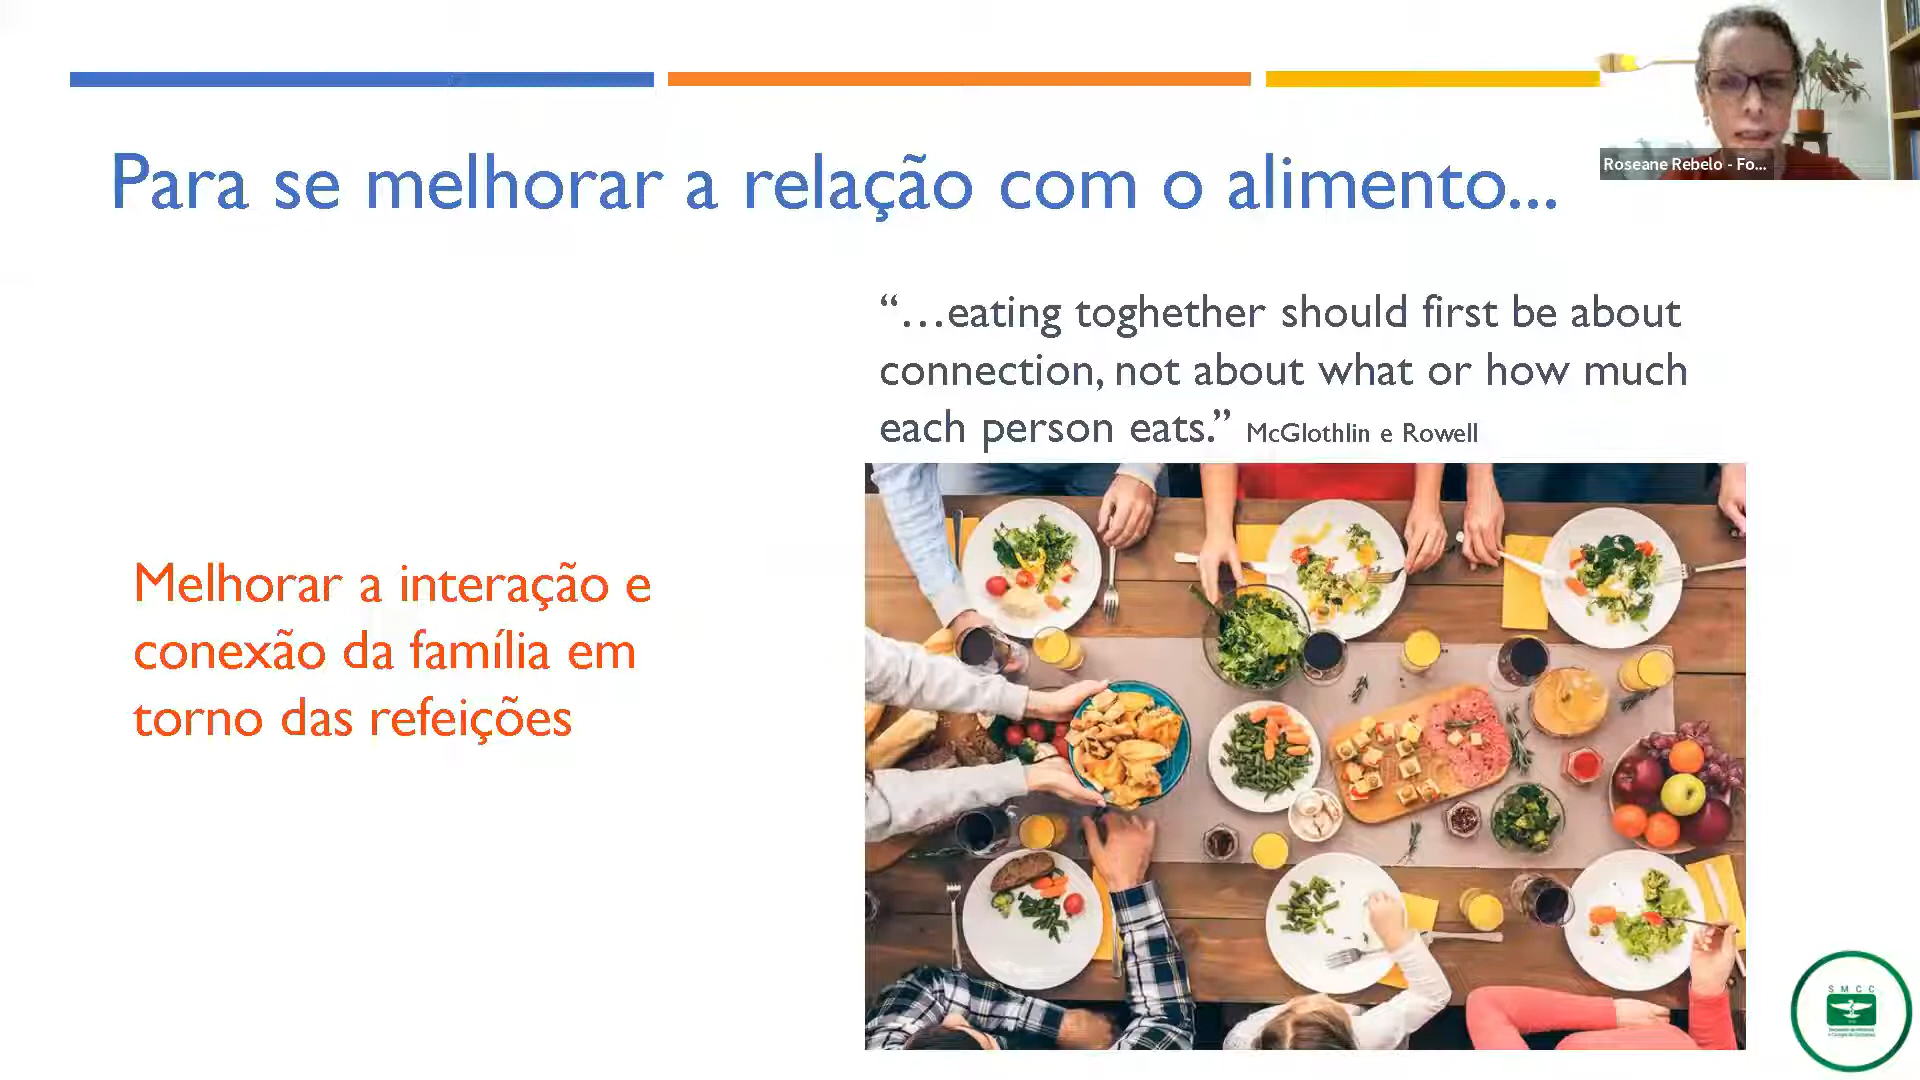 Roseane Rebelo - Fo...
Para se melhorar a relação com o alimento...
“...eating toghether should first be about
connection, not about what or how much
each person eats.” McGlothlin e Rowell
Melhorar a interação e
conexão da família em
torno das refeições
SMCC